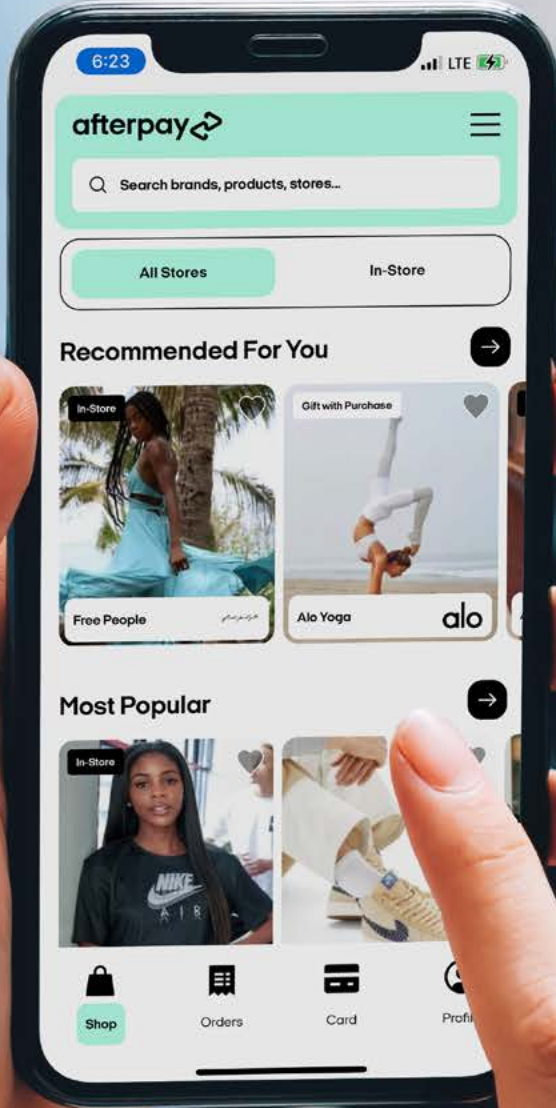 6:23
LTE
afterpay
Search brands, products, stores...
All Stores
In-Store
Recommended For You
In-Store
Gift with Purchase
Free People
Alo Yoga
alo
Most Popular
In-Store
NIKE
AIR
Shop
Orders
Card